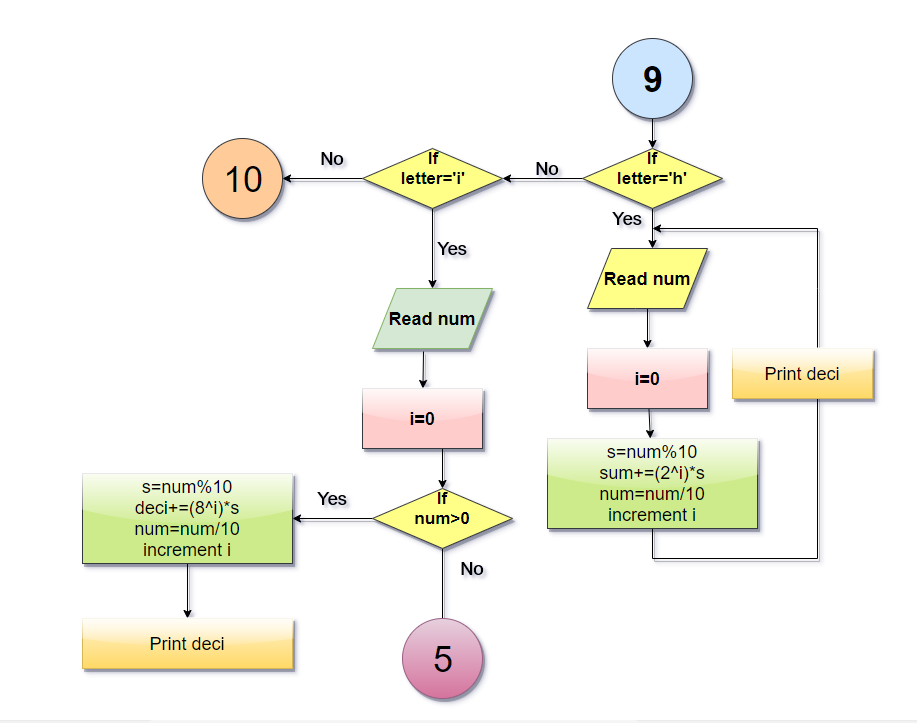 9
If
letter='h'
No
If
letter='i'
No
10
Yes
Read num
i=0
s=num%10
sum+=(2^i)*s
num=num/10
increment i
Print deci
Yes
Read num
i=0
If
num>0
Yes
s=num%10
deci+=(8^i)*s
num=num/10
increment i
Print deci
No
5